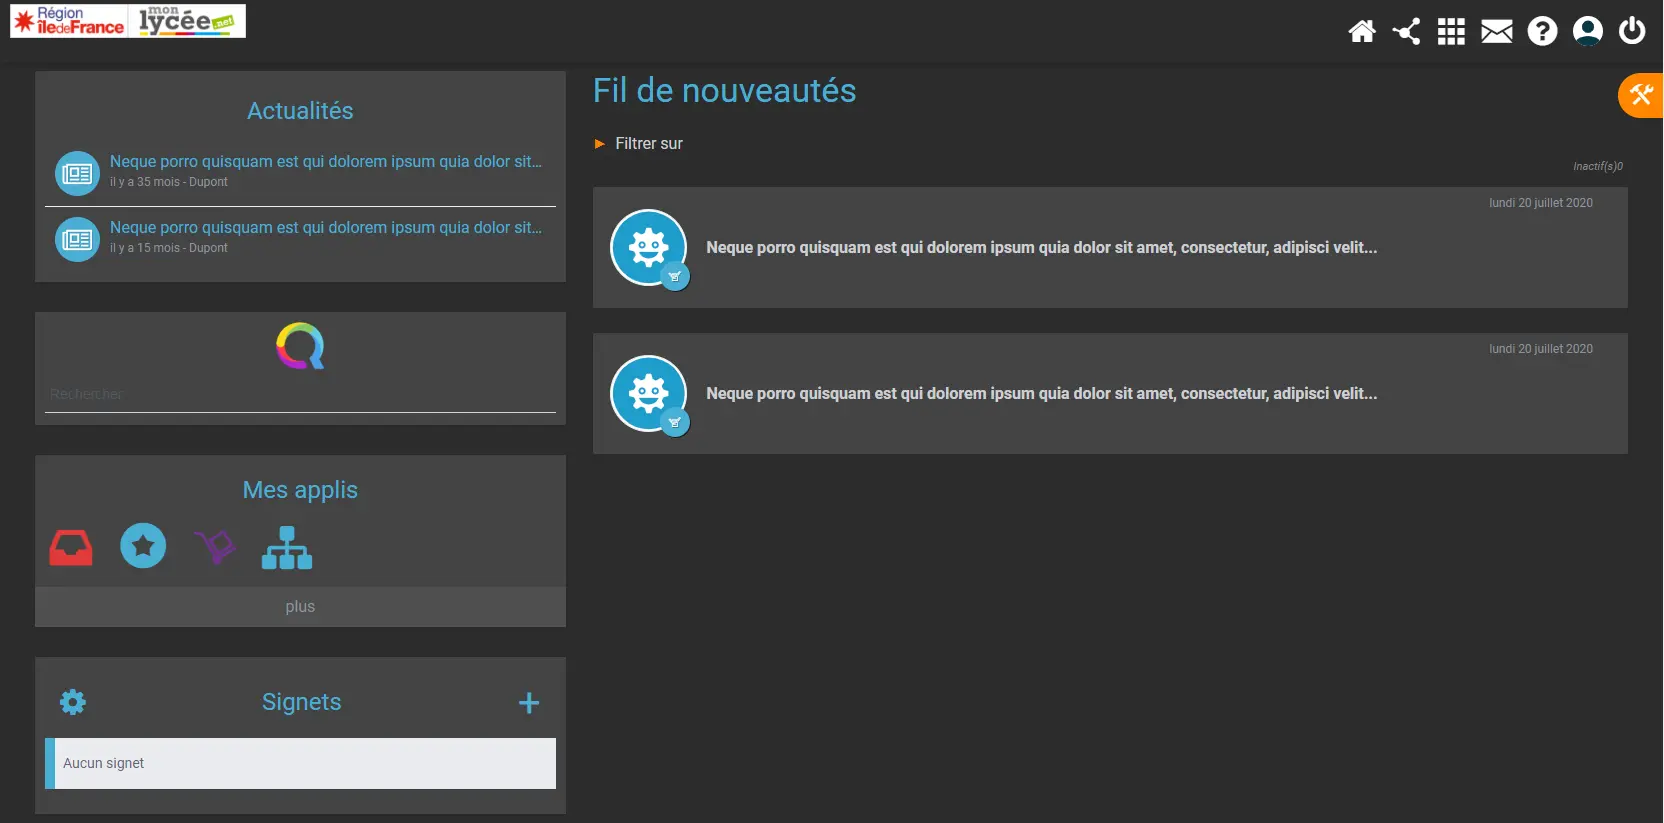 Région
îledeFrance
mon
lycée.net
Actualités
Neque porro quisquam est qui dolorem ipsum quia dolor sit...
il y a 35 mois - Dupont
Neque porro quisquam est qui dolorem ipsum quia dolor sit...
il y a 15 mois - Dupont
Rechercher
Mes applis
plus
Signets
Aucun signet
Fil de nouveautés
Filtrer sur
Inactif(s)0
lundi 20 juillet 2020
Neque porro quisquam est qui dolorem ipsum quia dolor sit amet, consectetur, adipisci velit...
lundi 20 juillet 2020
Neque porro quisquam est qui dolorem ipsum quia dolor sit amet, consectetur, adipisci velit...